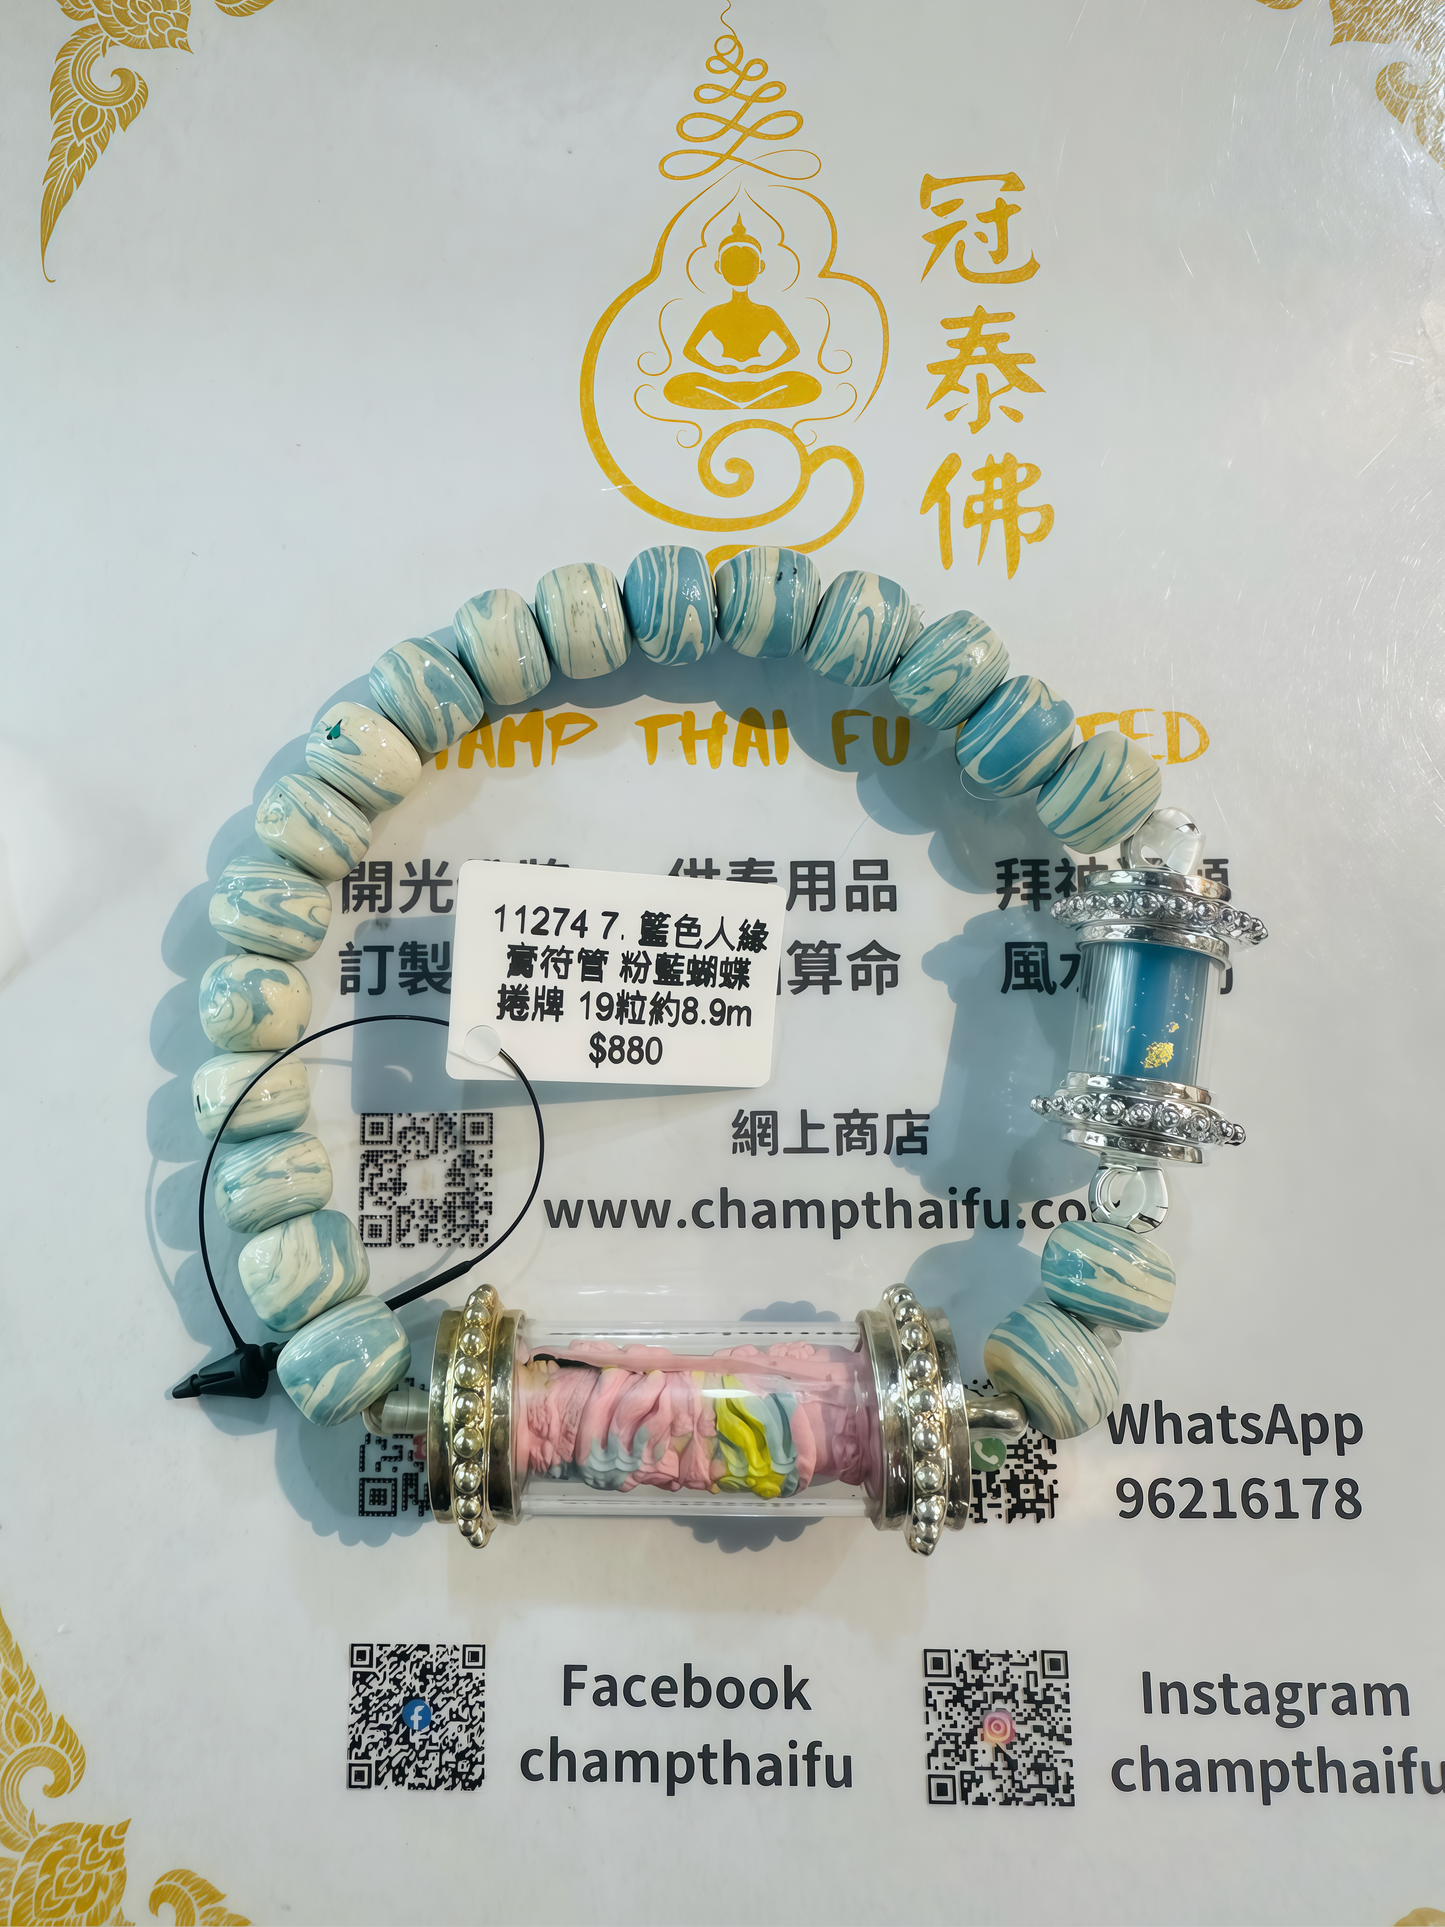 冠泰佛
AMP THAI FU TED
開光 用品 拜神
訂製 算命 風水
11274 7. 籃色人緣
膏符管 粉藍蝴蝶
捲牌 19粒約8.9m
$880
網上商店
www.champthaifu.co
WhatsApp
96216178
Facebook
champthaifu
Instagram
champthaifu